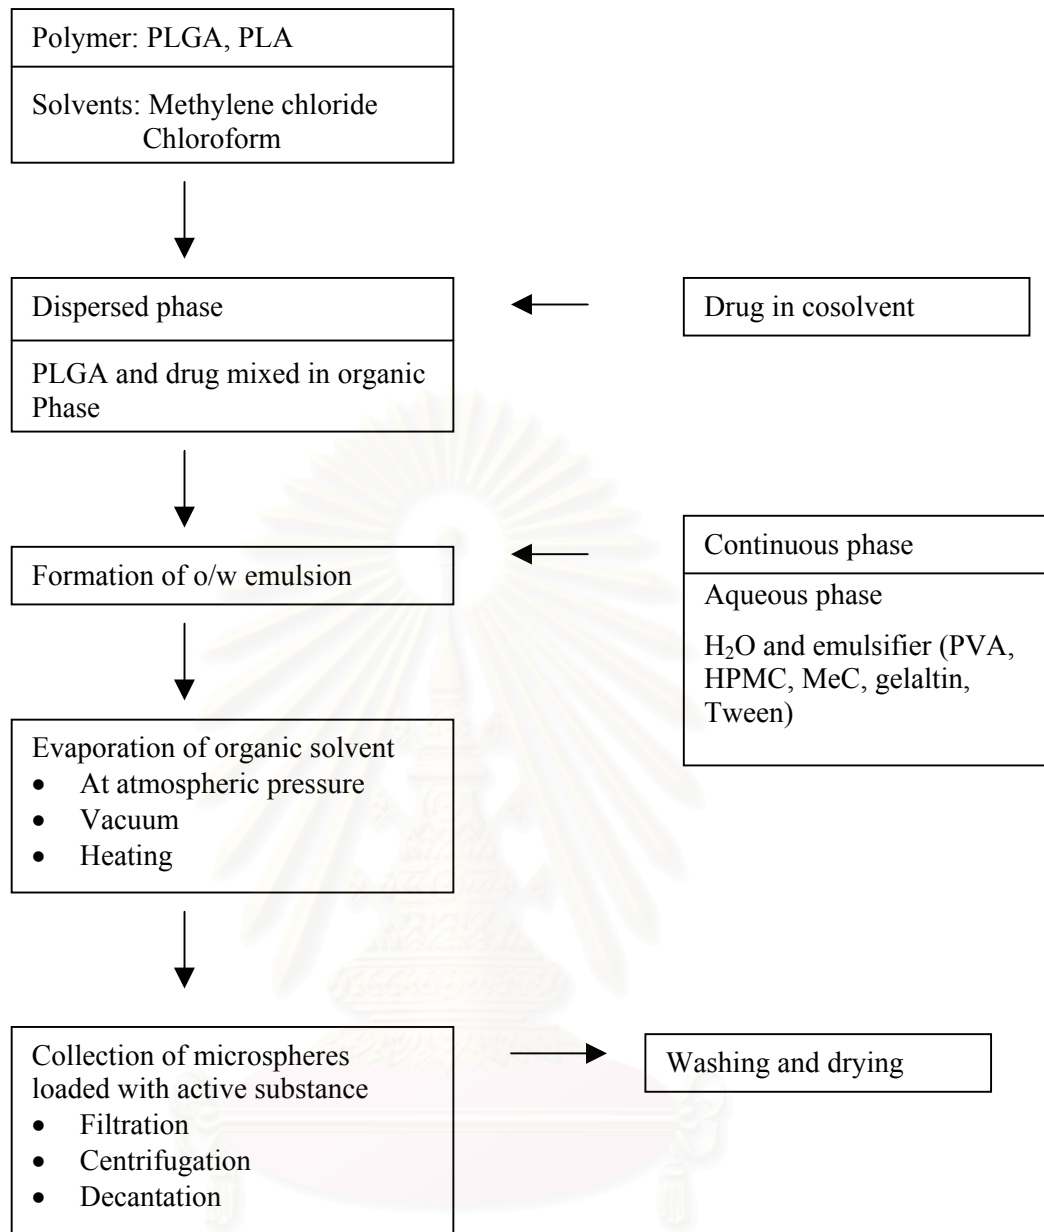 Polymer: PLGA, PLA
Solvents: Methylene chloride
Chloroform
Dispersed phase
Drug in cosolvent
PLGA and drug mixed in organic
Phase
Formation of o/w emulsion
Continuous phase
Aqueous phase
H₂O and emulsifier (PVA,
HPMC, MeC, gelaltin,
Tween)
Evaporation of organic solvent
• At atmospheric pressure
• Vacuum
• Heating
Collection of microspheres
loaded with active substance
• Filtration
• Centrifugation
• Decantation
Washing and drying